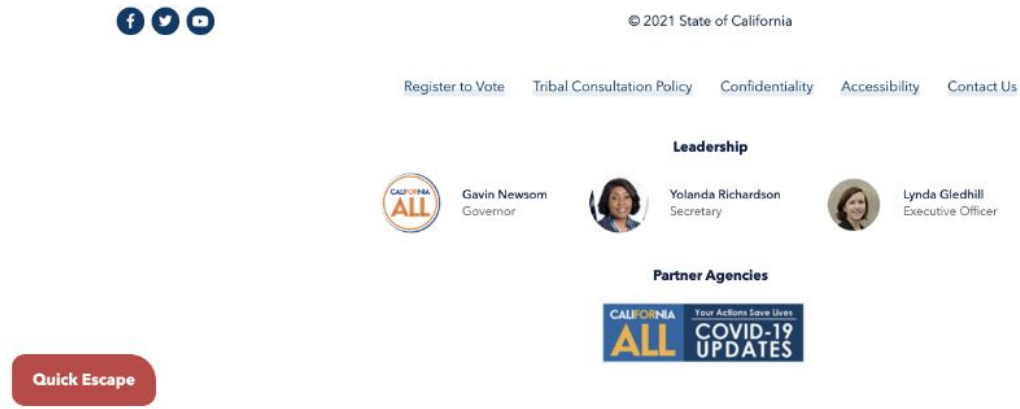 © 2021 State of California
Register to Vote Tribal Consultation Policy Confidentiality Accessibility Contact Us
Leadership
CALIFORNIA
ALL
Gavin Newsom
Governor
Yolanda Richardson
Secretary
Lynda Gledhill
Executive Officer
Partner Agencies
CALIFORNIA
ALL
Your Actions Save Lives
COVID-19
UPDATES
Quick Escape